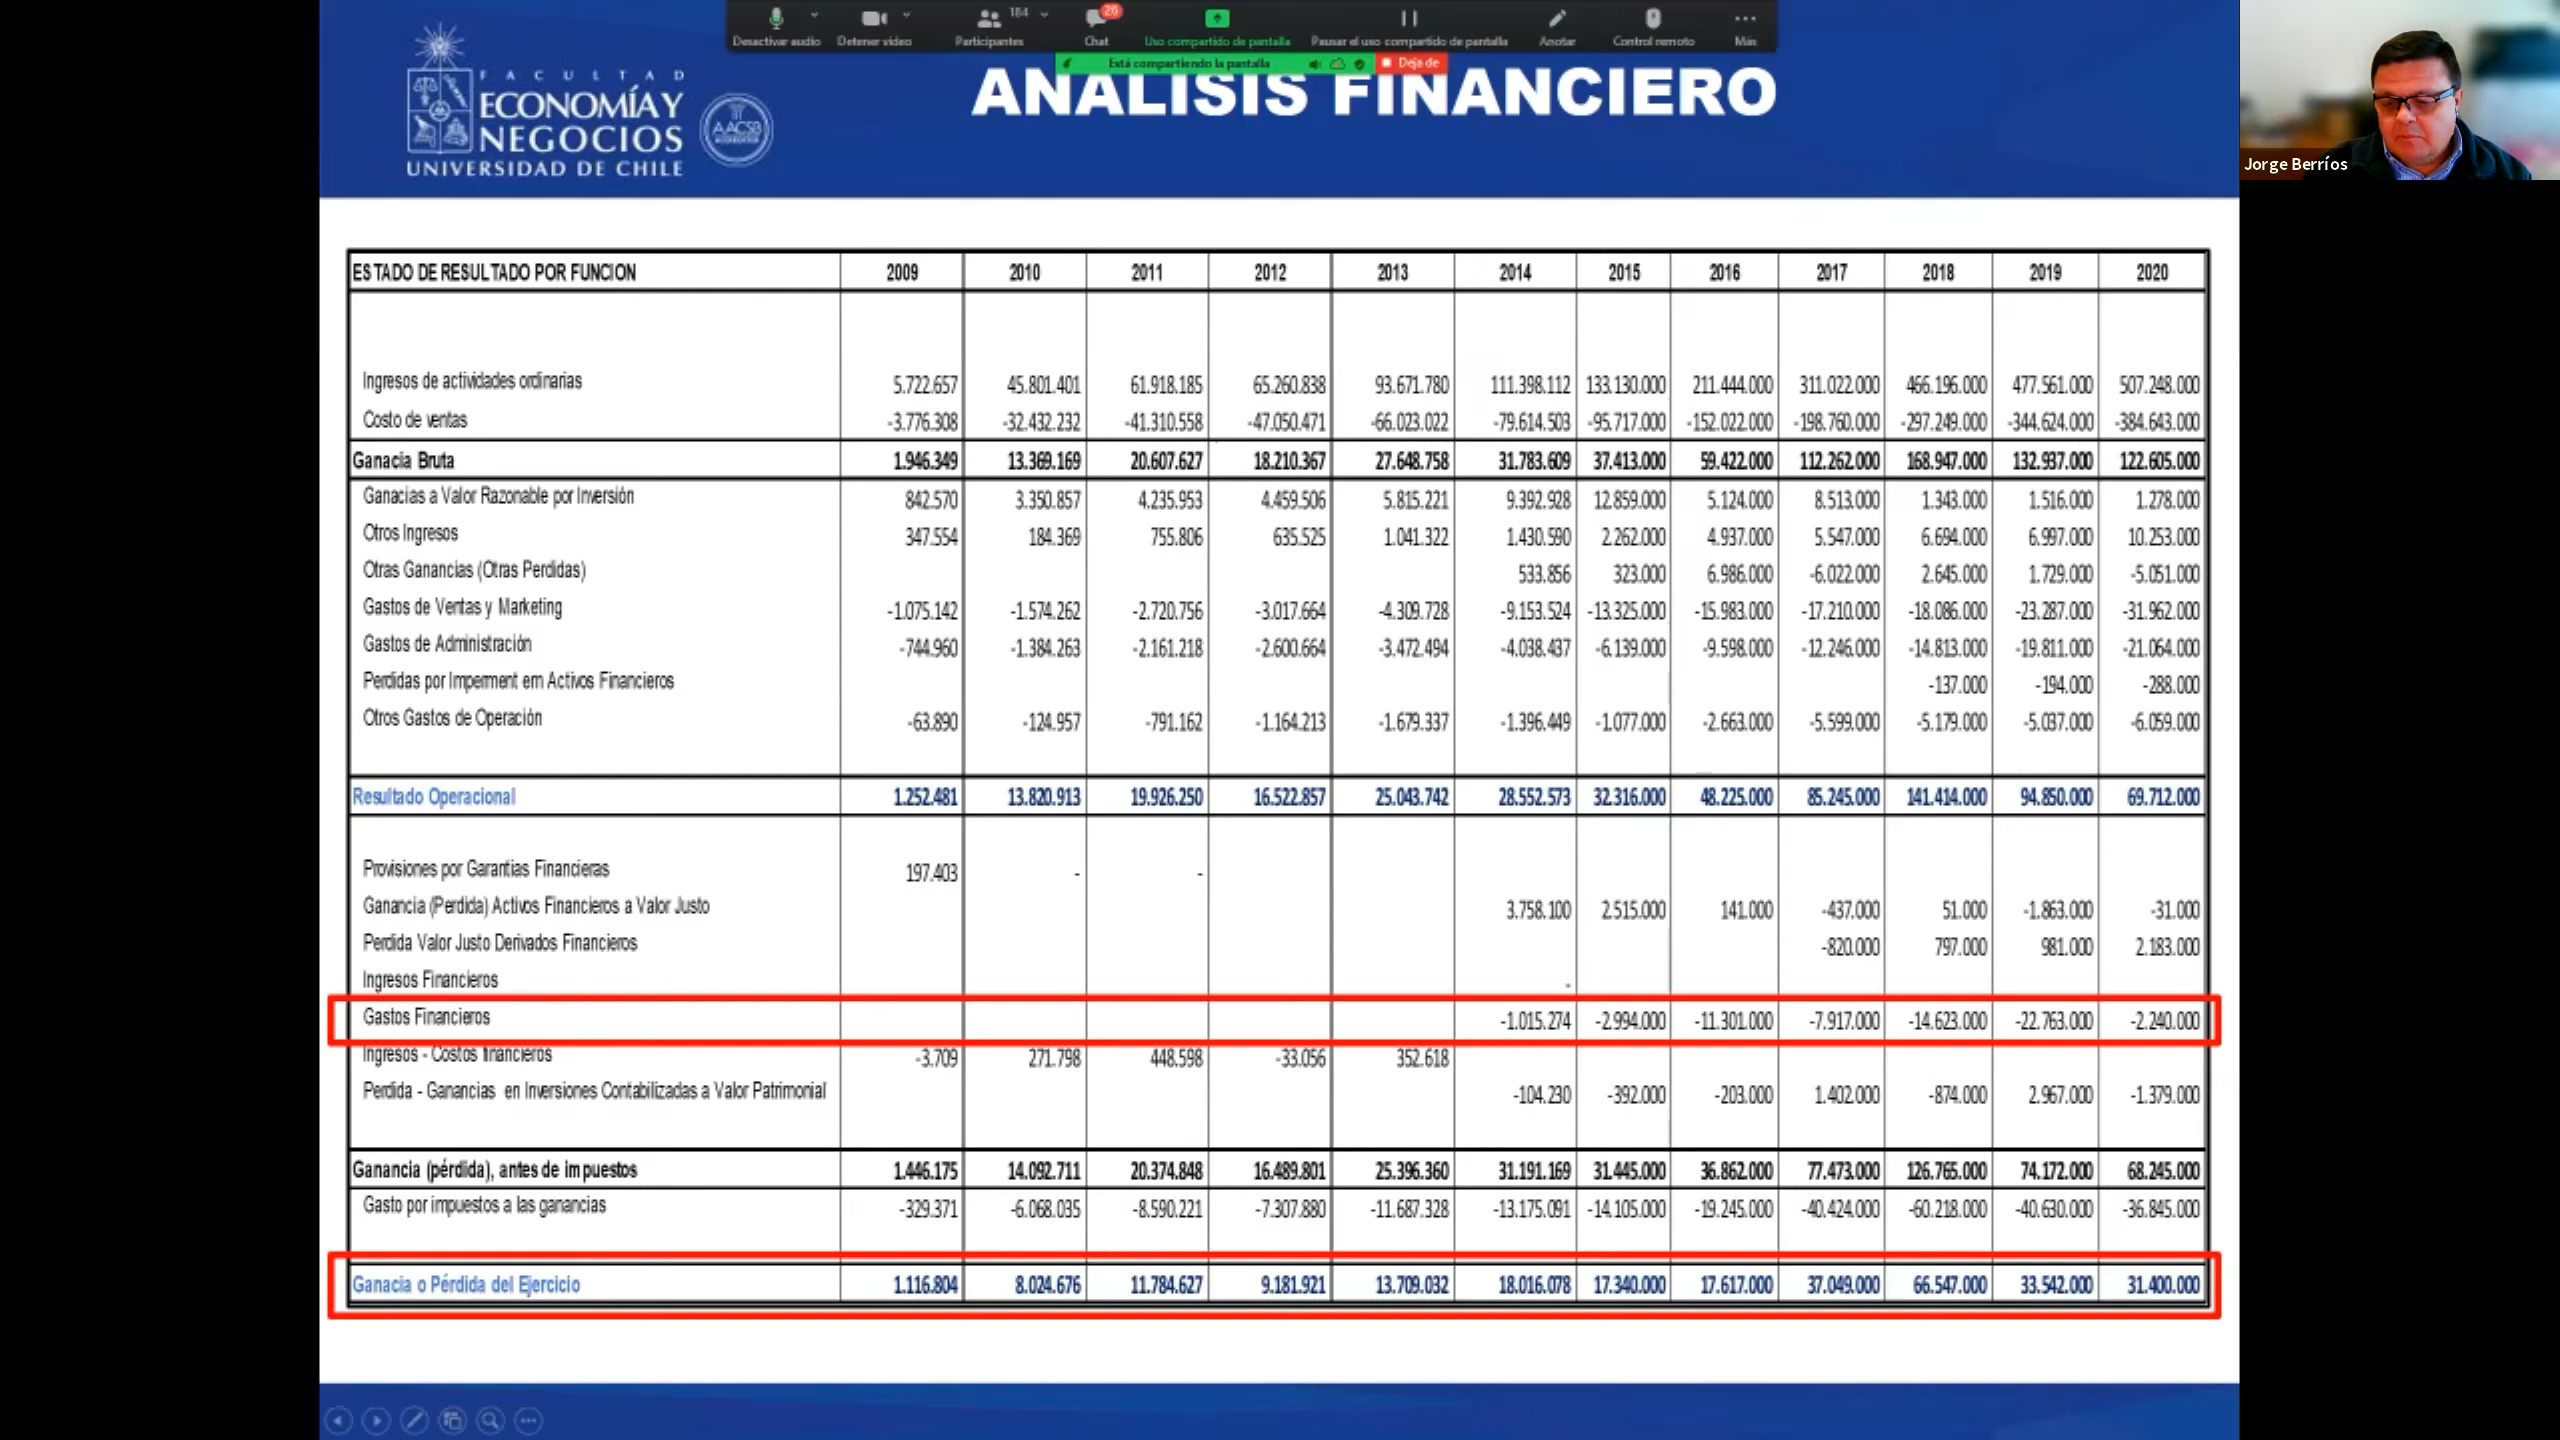 Desactivar audio Detener video 184 Participantes 26 Chat Uso compartido de pantalla Pausar el uso compartido de pantalla Anotar Control remoto Más
Está compartiendo la pantalla Deja de
FACULTAD
ECONOMÍA Y
NEGOCIOS
UNIVERSIDAD DE CHILE
AACSB
ANALISIS FINANCIERO
Jorge Berríos
ESTADO DE RESULTADO POR FUNCION 2009 2010 2011 2012 2013 2014 2015 2016 2017 2018 2019 2020
Ingresos de actividades ordinarias 5.722.657 45.801.401 61.918.185 65.260.838 93.671.780 111.398.112 133.130.000 211.444.000 311.022.000 466.196.000 477.561.000 507.248.000
Costo de ventas -3.776.308 -32.432.232 -41.310.558 -47.050.471 -66.023.022 -79.614.503 -95.717.000 -152.022.000 -198.760.000 -297.249.000 -344.624.000 -384.643.000
Ganacia Bruta 1.946.349 13.369.169 20.607.627 18.210.367 27.648.758 31.783.609 37.413.000 59.422.000 112.262.000 168.947.000 132.937.000 122.605.000
Ganacias a Valor Razonable por Inversión 842.570 3.350.857 4.235.953 4.459.506 5.815.221 9.392.928 12.859.000 5.124.000 8.513.000 1.343.000 1.516.000 1.278.000
Otros Ingresos 347.554 184.369 755.806 635.525 1.041.322 1.430.590 2.262.000 4.937.000 5.547.000 6.694.000 6.997.000 10.253.000
Otras Ganancias (Otras Perdidas) 533.856 323.000 6.986.000 -6.022.000 2.645.000 1.729.000 -5.051.000
Gastos de Ventas y Marketing -1.075.142 -1.574.262 -2.720.756 -3.017.664 -4.309.728 -9.153.524 -13.325.000 -15.983.000 -17.210.000 -18.086.000 -23.287.000 -31.962.000
Gastos de Administración -744.960 -1.384.263 -2.161.218 -2.600.664 -3.472.494 -4.038.437 -6.139.000 -9.598.000 -12.246.000 -14.813.000 -19.811.000 -21.064.000
Perdidas por Imperment em Activos Financieros -137.000 -194.000 -288.000
Otros Gastos de Operación -63.890 -124.957 -791.162 -1.164.213 -1.679.337 -1.396.449 -1.077.000 -2.663.000 -5.599.000 -5.179.000 -5.037.000 -6.059.000
Resultado Operacional 1.252.481 13.820.913 19.926.250 16.522.857 25.043.742 28.552.573 32.316.000 48.225.000 85.245.000 141.414.000 94.850.000 69.712.000
Provisiones por Garantias Financieras 197.403 - -
Ganancia (Perdida) Activos Financieros a Valor Justo 3.758.100 2.515.000 141.000 -437.000 51.000 -1.863.000 -31.000
Perdida Valor Justo Derivados Financieros -820.000 797.000 981.000 2.183.000
Ingresos Financieros -
Gastos Financieros -1.015.274 -2.994.000 -11.301.000 -7.917.000 -14.623.000 -22.763.000 -2.240.000
Ingresos - Costos financieros -3.709 271.798 448.598 -33.056 352.618
Perdida - Ganancias en Inversiones Contabilizadas a Valor Patrimonial -104.230 -392.000 -203.000 1.402.000 -874.000 2.967.000 -1.379.000
Ganancia (pérdida), antes de impuestos 1.446.175 14.092.711 20.374.848 16.489.801 25.396.360 31.191.169 31.445.000 36.862.000 77.473.000 126.765.000 74.172.000 68.245.000
Gasto por impuestos a las ganancias -329.371 -6.068.035 -8.590.221 -7.307.880 -11.687.328 -13.175.091 -14.105.000 -19.245.000 -40.424.000 -60.218.000 -40.630.000 -36.845.000
Ganacia o Pérdida del Ejercicio 1.116.804 8.024.676 11.784.627 9.181.921 13.709.032 18.016.078 17.340.000 17.617.000 37.049.000 66.547.000 33.542.000 31.400.000